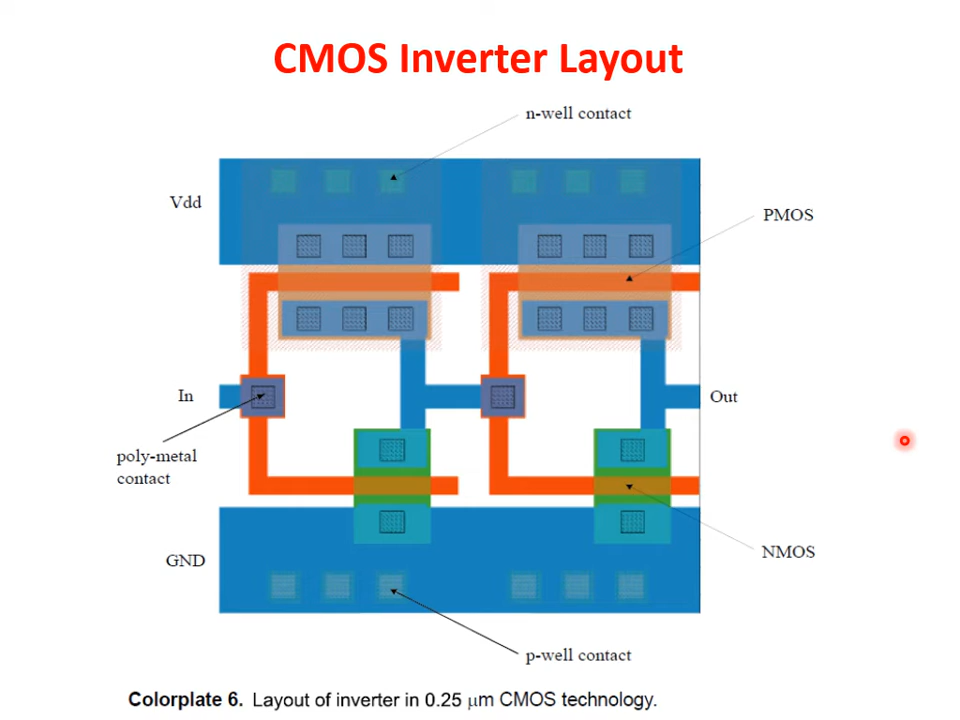 CMOS Inverter Layout
n-well contact
Vdd
PMOS
In
Out
poly-metal
contact
GND
NMOS
p-well contact
Colorplate 6. Layout of inverter in 0.25 μm CMOS technology.